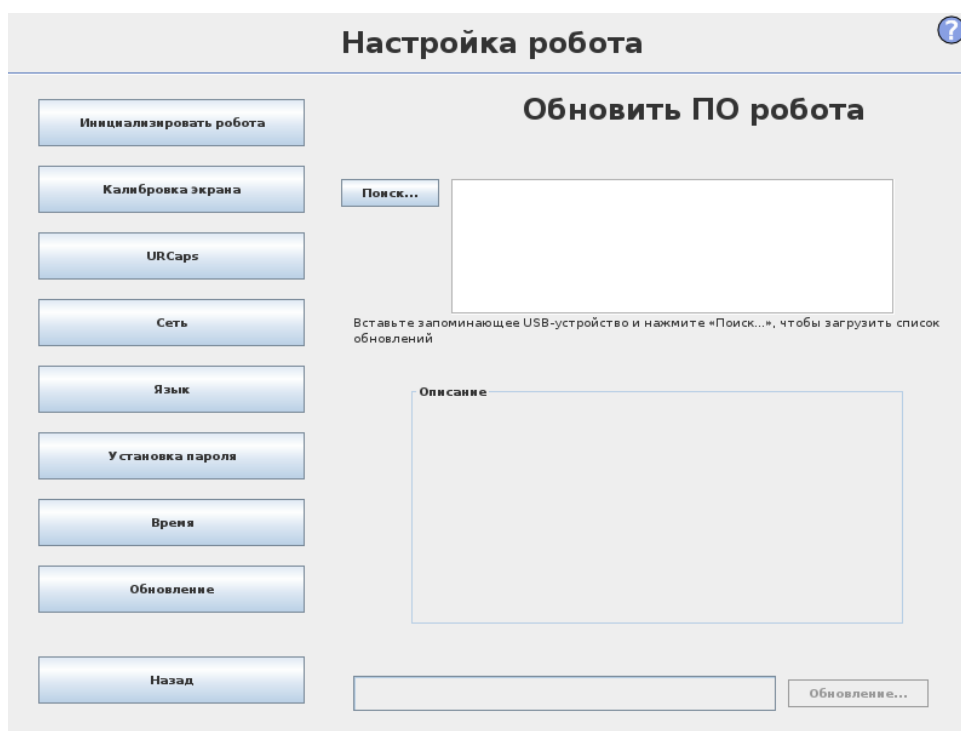 Настройка робота
?
Инициализировать робота
Калибровка экрана
URCaps
Сеть
Язык
Установка пароля
Время
Обновление
Назад
Обновить ПО робота
Поиск...
Вставьте запоминающее USB-устройство и нажмите «Поиск...», чтобы загрузить список
обновлений
Описание
Обновление...